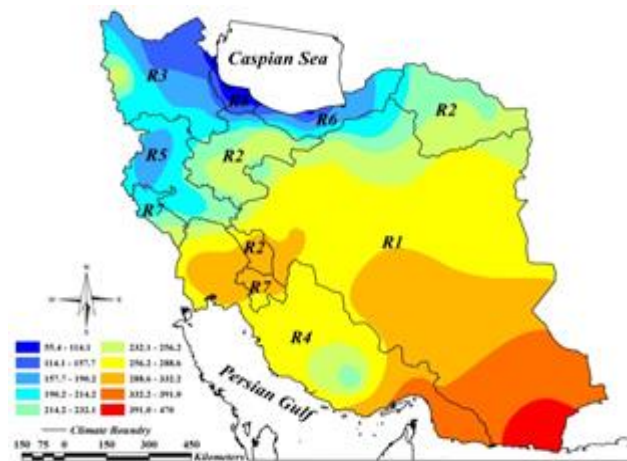 Caspian Sea
R3
R6
R2
R2
R5
R7
R1
R2
R7
R4
Persian Gulf
N
55.4 - 114.1
114.1 - 157.7
157.7 - 190.2
190.2 - 214.2
214.2 - 232.1
232.1 - 256.2
256.2 - 288.6
288.6 - 332.2
332.2 - 391.0
391.0 - 470
Climate Boundry
150 75 0 150 300 450
Kilometers